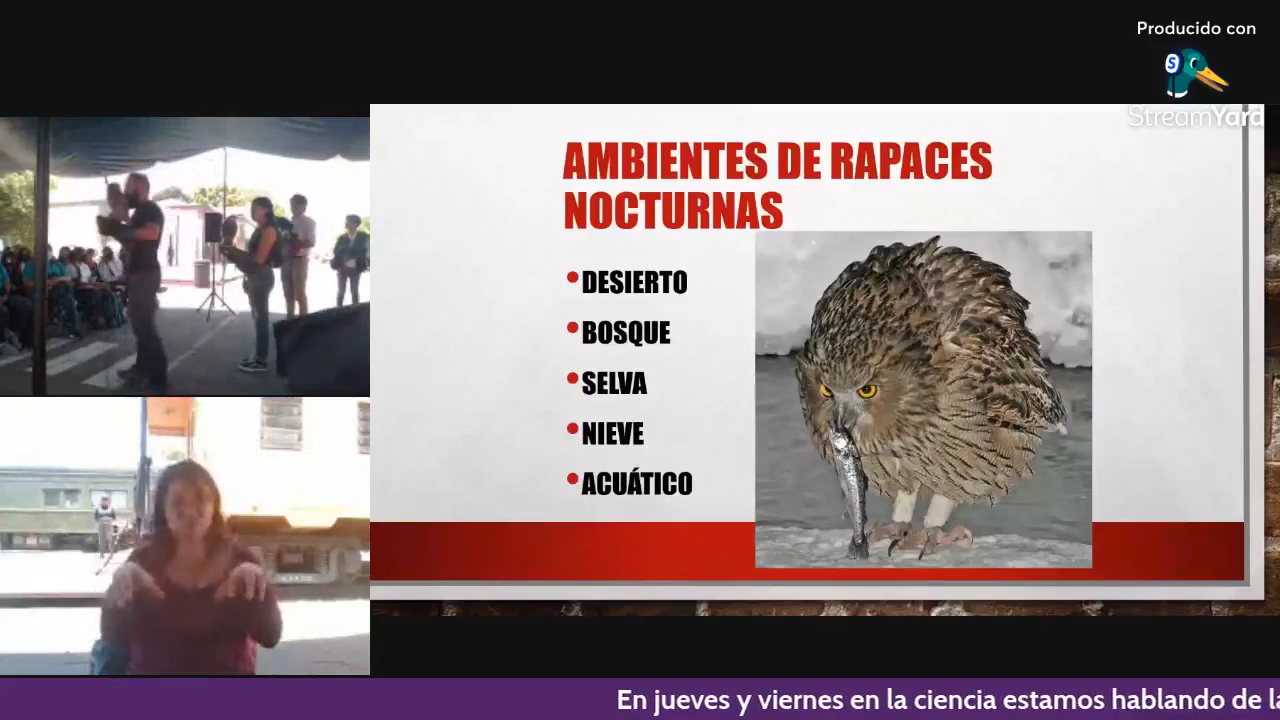 Producido con
S
StreamYard
AMBIENTES DE RAPACES
NOCTURNAS
•DESIERTO
•BOSQUE
•SELVA
•NIEVE
•ACUÁTICO
En jueves y viernes en la ciencia estamos hablando de la